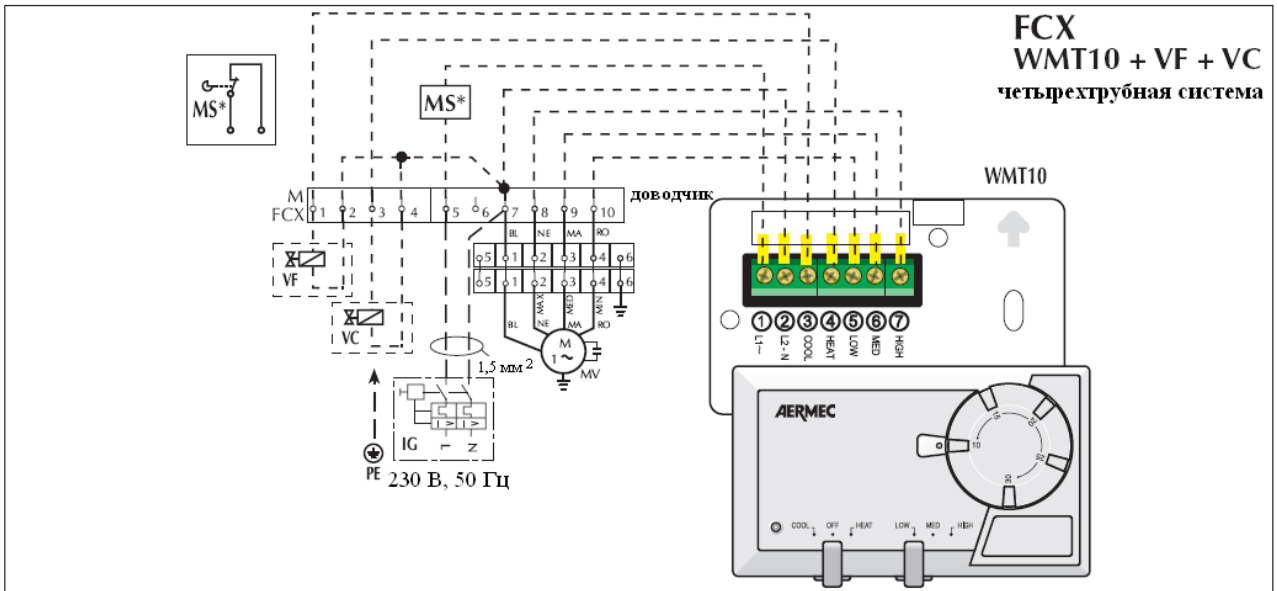 FCX
WMT10 + VF + VC
четырехтрубная система
MS*
MS*
WMT10
доводчик
M
FCX
1 2 3 4 5 6 7 8 9 10
BL NE MA RO
5 1 2 3 4 6
5 1 2 3 4 6
VF
VC
MAX MED MIN
BL NE MA RO
M
1 ~
MV
1,5 мм 2
IG
L N
PE
230 В, 50 Гц
1 2 3 4 5 6 7
L1~ L2 - N COOL HEAT LOW MED HIGH
AERMEC
10 15 20 25 30
COOL OFF HEAT LOW MED HIGH